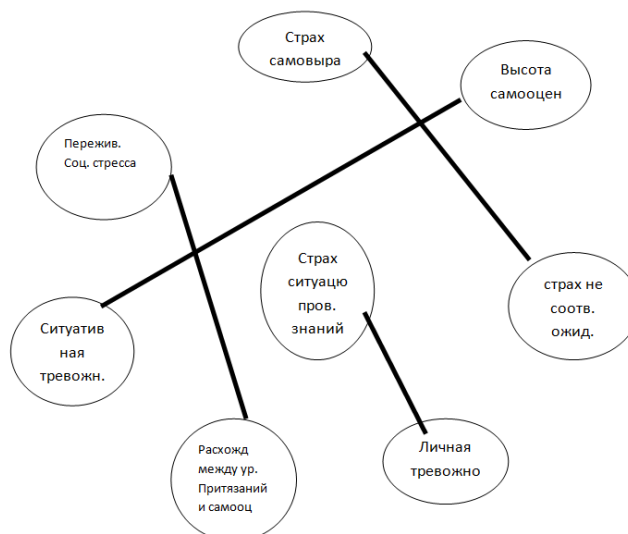 Страх
самовыра
Высота
самооцен
Пережив.
Соц. стресса
Страх
ситуацю
пров.
знаний
страх не
соотв.
ожид.
Ситуатив
ная
тревожн.
Расхожд
между ур.
Притязаний
и самооц
Личная
тревожно